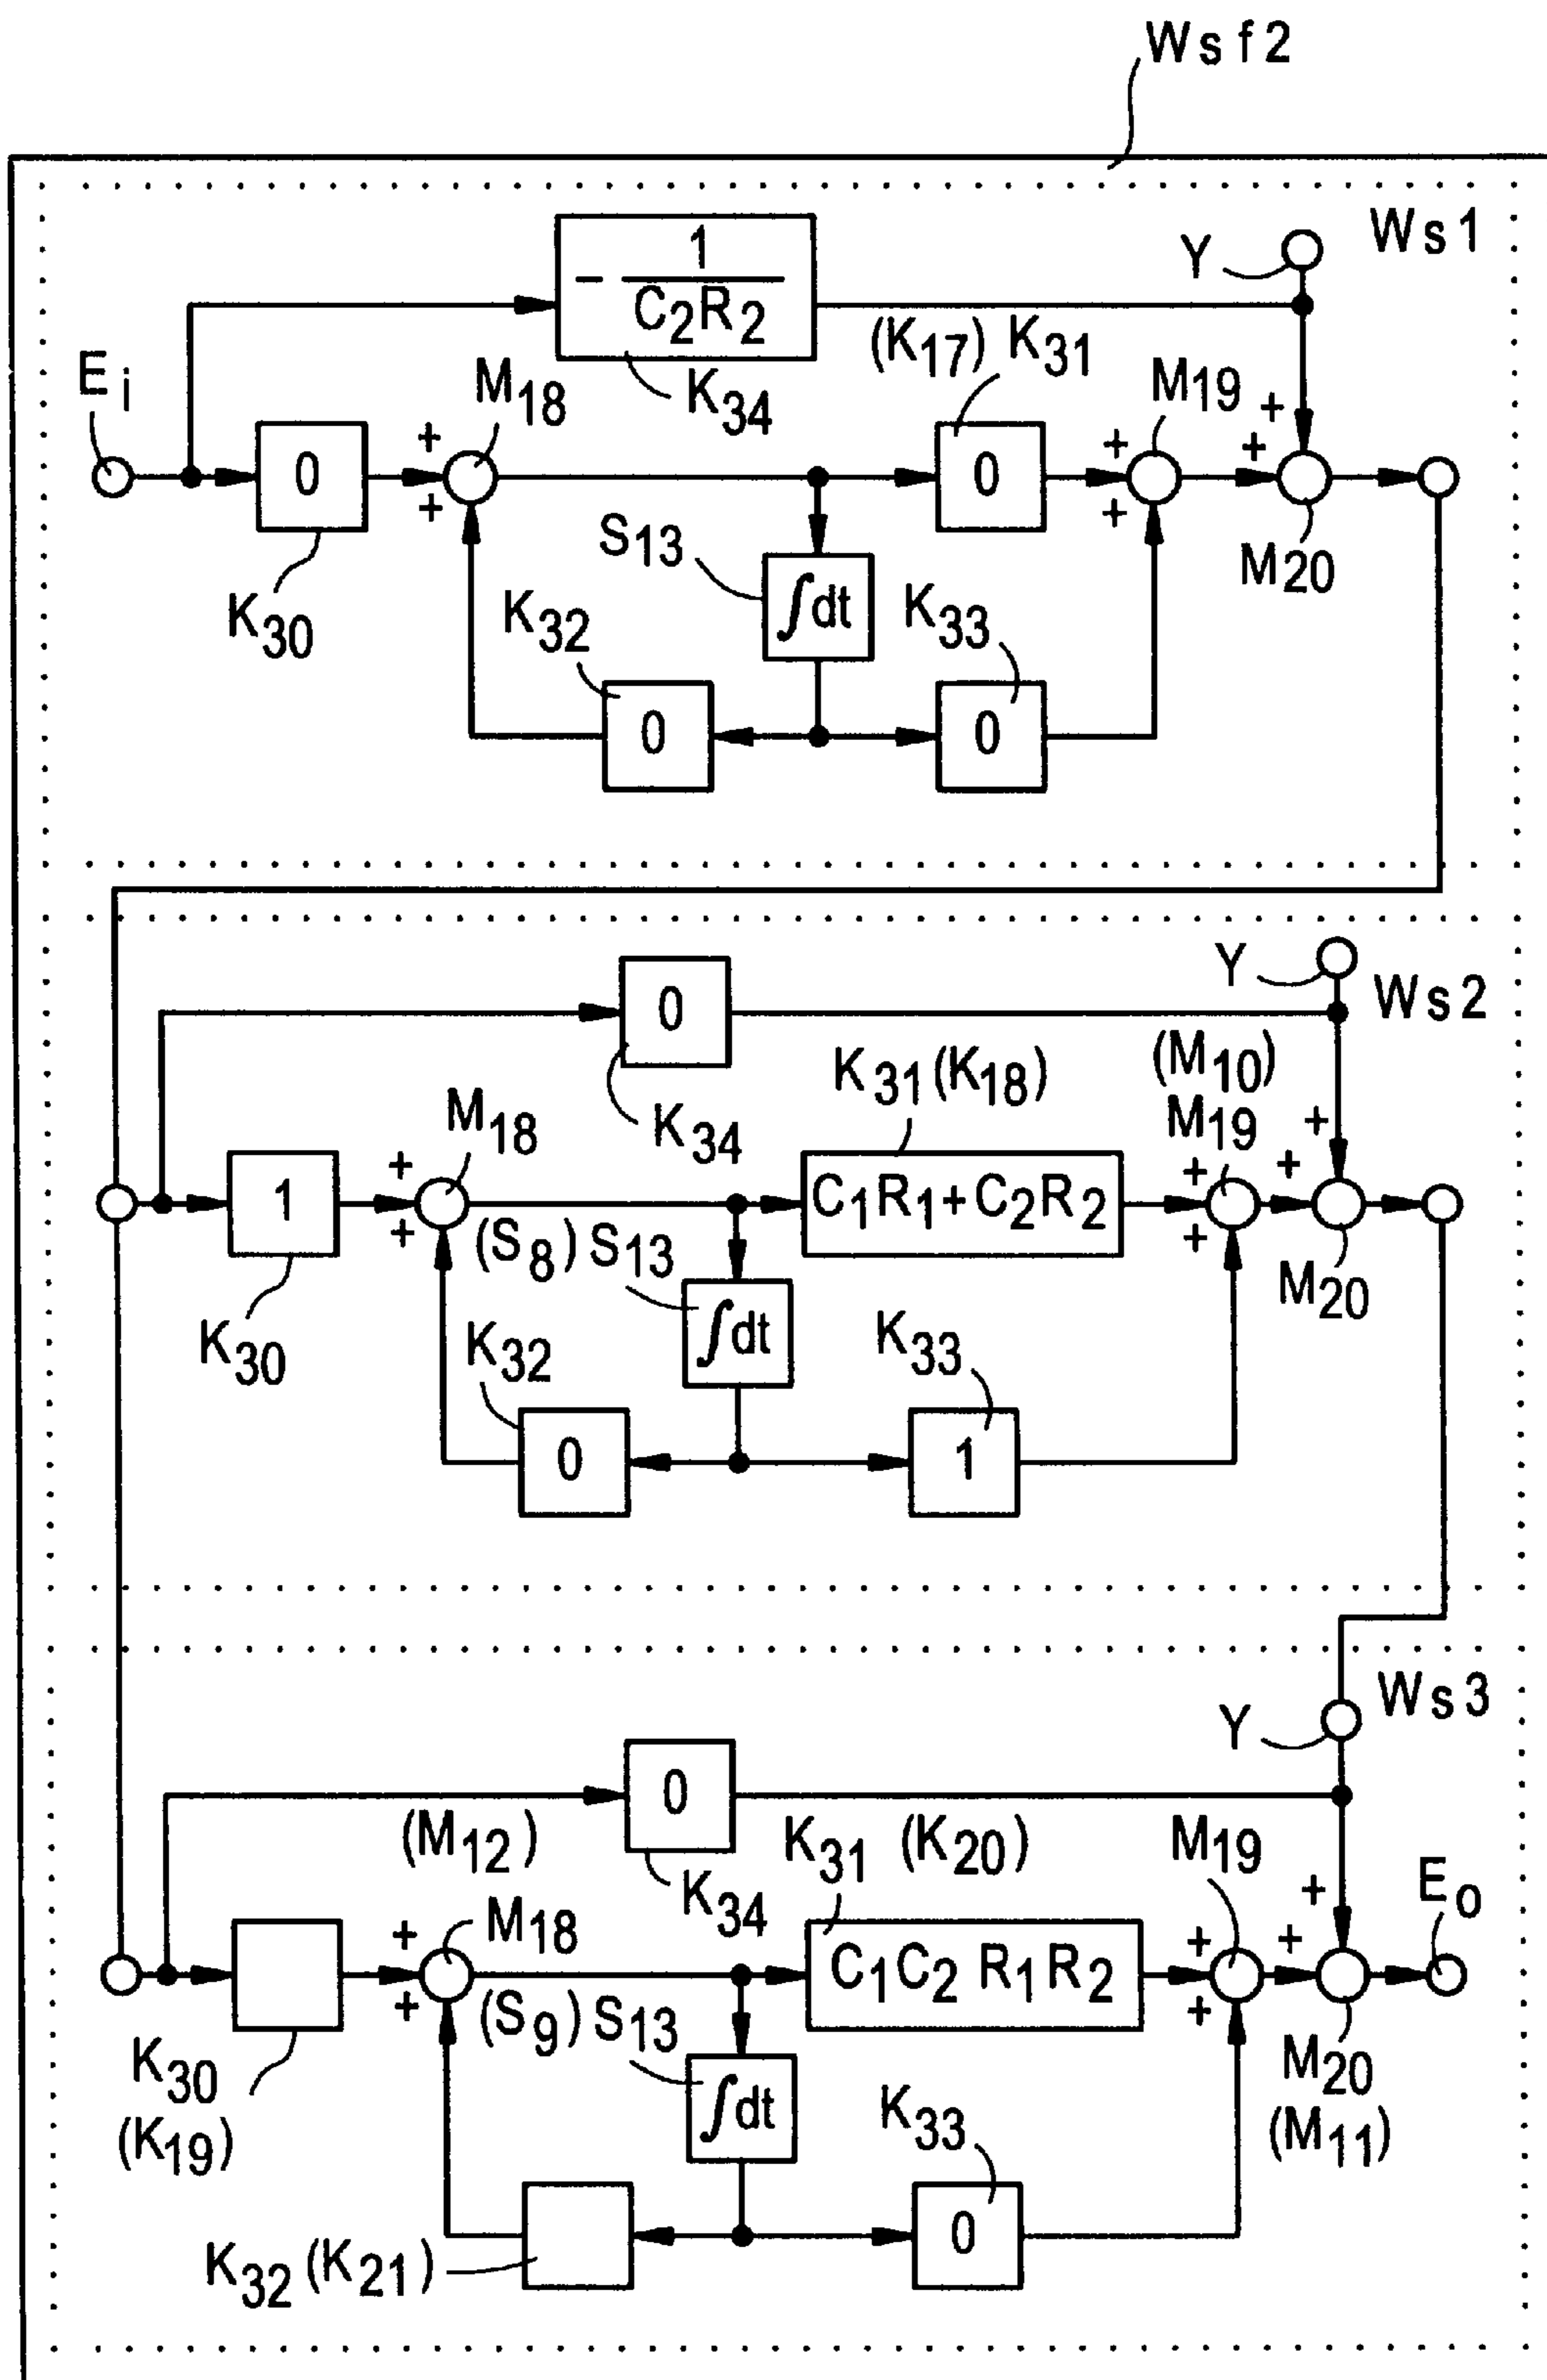 Wsf2
Ws1
Y
- 1
C₂R₂
(K₁₇) K₃₁
Eᵢ
M₁₈
K₃₄
M₁₉
+
+
+
+
0
0
+
+
S₁₃
M₂₀
K₃₀
K₃₂
∫dt
K₃₃
0
0
Y
Ws2
0
(M₁₀)
K₃₁(K₁₈)
M₁₈
K₃₄
M₁₉
+
+
+
+
1
C₁R₁+C₂R₂
+
+
(S₈) S₁₃
M₂₀
K₃₀
K₃₂
∫dt
K₃₃
0
1
Ws3
Y
0
(M₁₂)
K₃₁ (K₂₀)
M₁₉
K₃₄
Eₒ
M₁₈
+
+
+
+
C₁C₂ R₁R₂
+
+
(S₉) S₁₃
K₃₀
M₂₀
(K₁₉)
∫dt
K₃₃
(M₁₁)
K₃₂ (K₂₁)
0